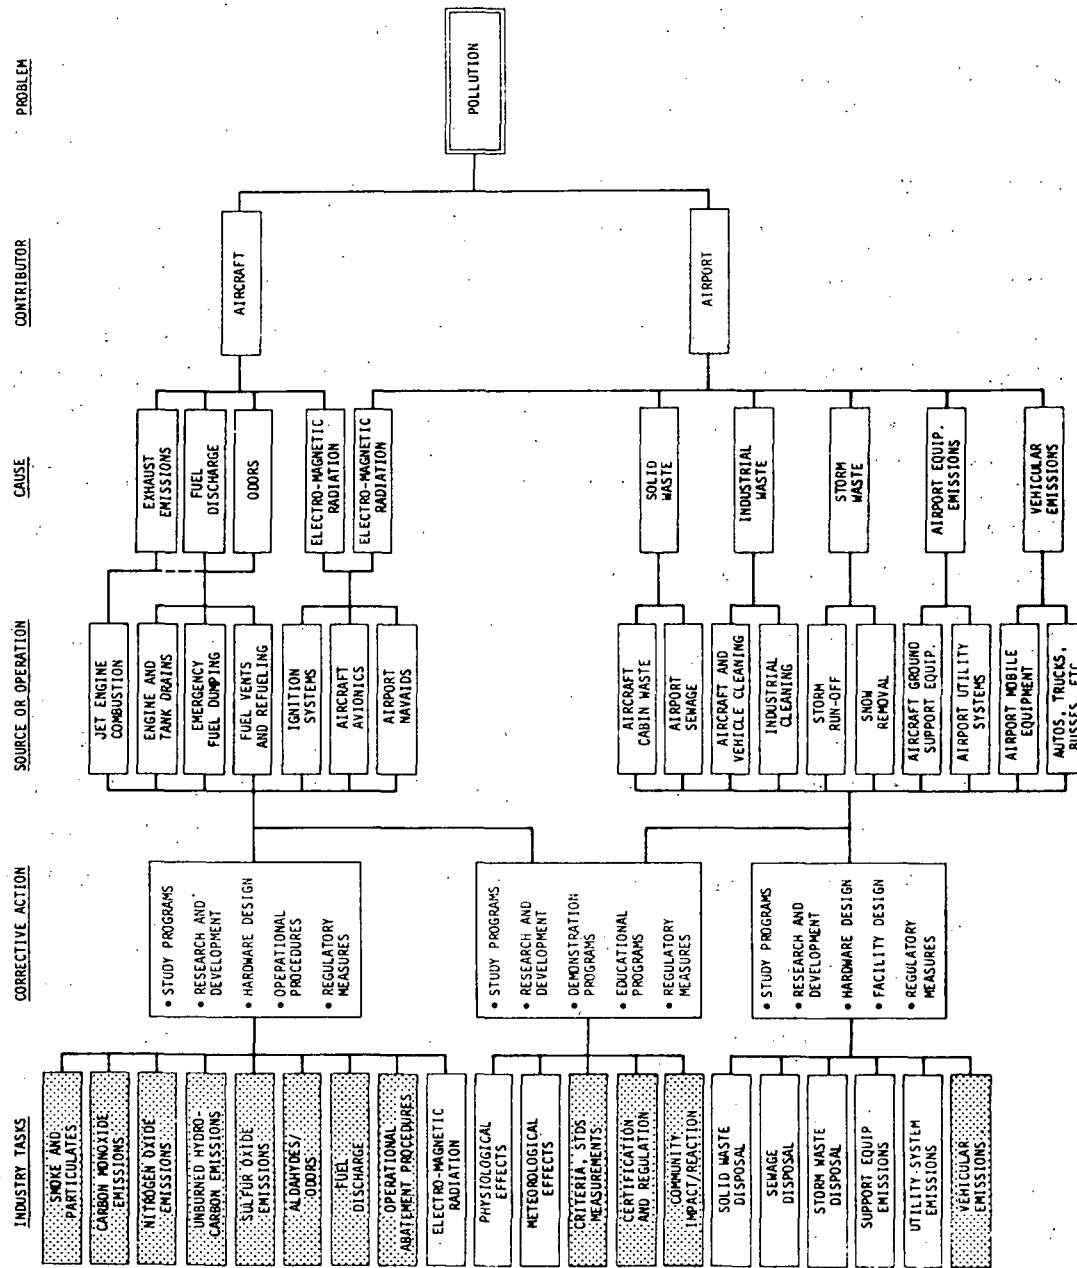 PROBLEM
POLLUTION
CONTRIBUTOR
AIRCRAFT
AIRPORT
CAUSE
EXHAUST
EMISSIONS
FUEL
DISCHARGE
ODORS
ELECTRO-MAGNETIC
RADIATION
ELECTRO-MAGNETIC
RADIATION
SOLID
WASTE
INDUSTRIAL
WASTE
STORM
WASTE
AIRPORT EQUIP.
EMISSIONS
VEHICULAR
EMISSIONS
SOURCE OR OPERATION
JET ENGINE
COMBUSTION
ENGINE AND
TANK DRAINS
EMERGENCY
FUEL DUMPING
FUEL VENTS
AND REFUELING
IGNITION
SYSTEMS
AIRCRAFT
AVIONICS
AIRPORT
NAVAIDS
AIRCRAFT
CABIN WASTE
AIRPORT
SEWAGE
AIRCRAFT AND
VEHICLE CLEANING
INDUSTRIAL
CLEANING
STORM
RUN-OFF
SNOW
REMOVAL
AIRCRAFT GROUND
SUPPORT EQUIP.
AIRPORT UTILITY
SYSTEMS
AIRPORT MOBILE
EQUIPMENT
AUTOS, TRUCKS,
BUSES, ETC.
CORRECTIVE ACTION
• STUDY PROGRAMS
• RESEARCH AND
DEVELOPMENT
• HARDWARE DESIGN
• OPERATIONAL
PROCEDURES
• REGULATORY
MEASURES
• STUDY PROGRAMS
• RESEARCH AND
DEVELOPMENT
• DEMONSTRATION
PROGRAMS
• EDUCATIONAL
PROGRAMS
• REGULATORY
MEASURES
• STUDY PROGRAMS
• RESEARCH AND
DEVELOPMENT
• HARDWARE DESIGN
• FACILITY DESIGN
• REGULATORY
MEASURES
INDUSTRY TASKS
SMOKE AND
PARTICULATES
CARBON MONOXIDE
EMISSIONS
NITROGEN OXIDE
EMISSIONS
UNBURNED HYDRO-
CARBON EMISSIONS
SULFUR OXIDE
EMISSIONS
ALDAHYDES/
ODORS
FUEL
DISCHARGE
OPERATIONAL
ABATEMENT PROCEDURES
ELECTRO-MAGNETIC
RADIATION
PHYSIOLOGICAL
EFFECTS
METEOROLOGICAL
EFFECTS
CRITERIA, STDS
MEASUREMENTS
CERTIFICATION
AND REGULATION
COMMUNITY
IMPACT/REACTION
SOLID WASTE
DISPOSAL
SEWAGE
DISPOSAL
STORM WASTE
DISPOSAL
SUPPORT EQUIP
EMISSIONS
UTILITY SYSTEM
EMISSIONS
VEHICULAR
EMISSIONS